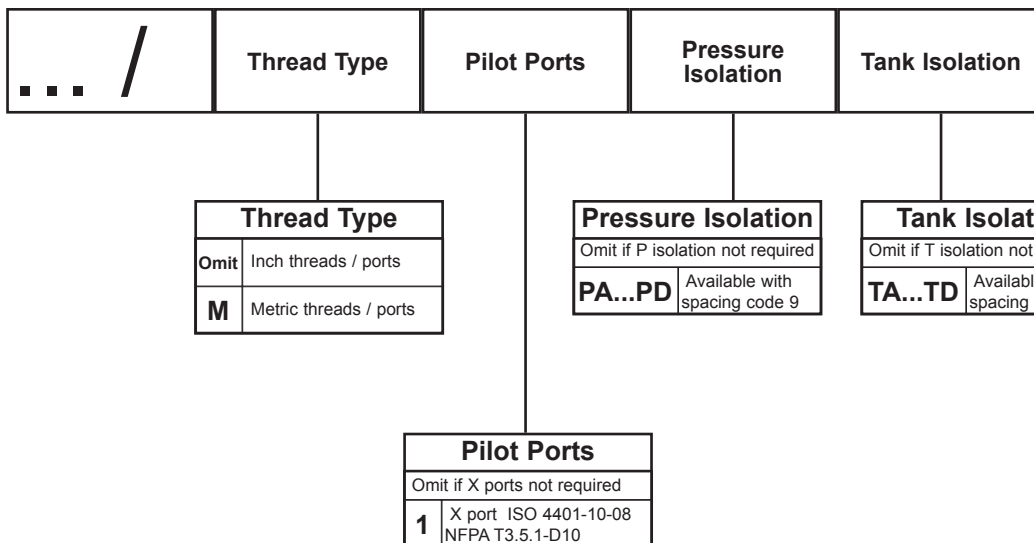 ... /
Thread Type
Pilot Ports
Pressure
Isolation
Tank Isolation
Thread Type
Omit Inch threads / ports
M Metric threads / ports
Pressure Isolation
Omit if P isolation not required
PA...PD Available with
spacing code 9
Tank Isolat
Omit if T isolation not
TA...TD Availabl
spacing
Pilot Ports
Omit if X ports not required
1 X port ISO 4401-10-08
NFPA T3.5.1-D10